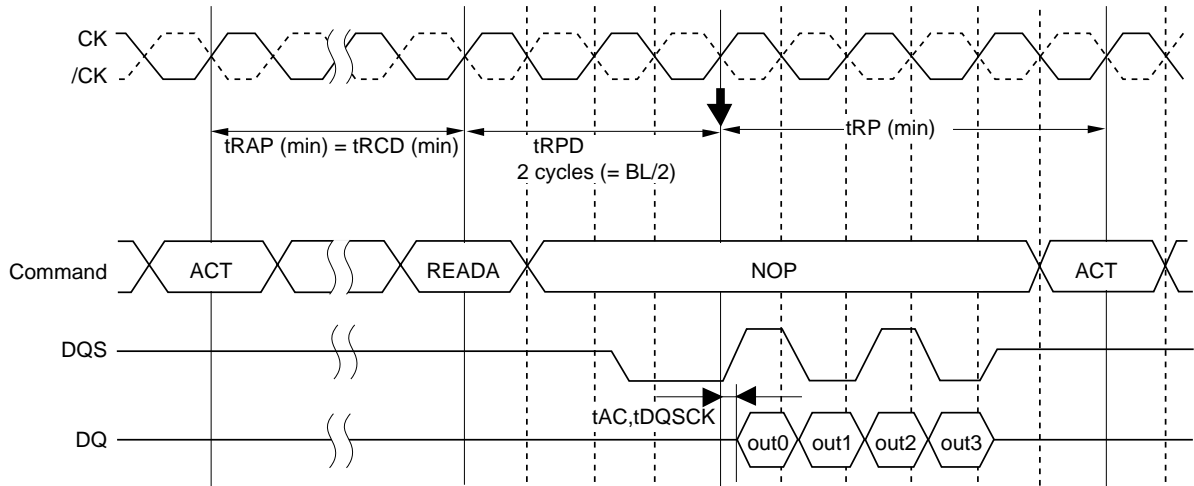 CK
/CK
tRAP (min) = tRCD (min)
tRPD
2 cycles (= BL/2)
tRP (min)
Command
ACT
READA
NOP
ACT
DQS
tAC,tDQSCK
DQ
out0
out1
out2
out3